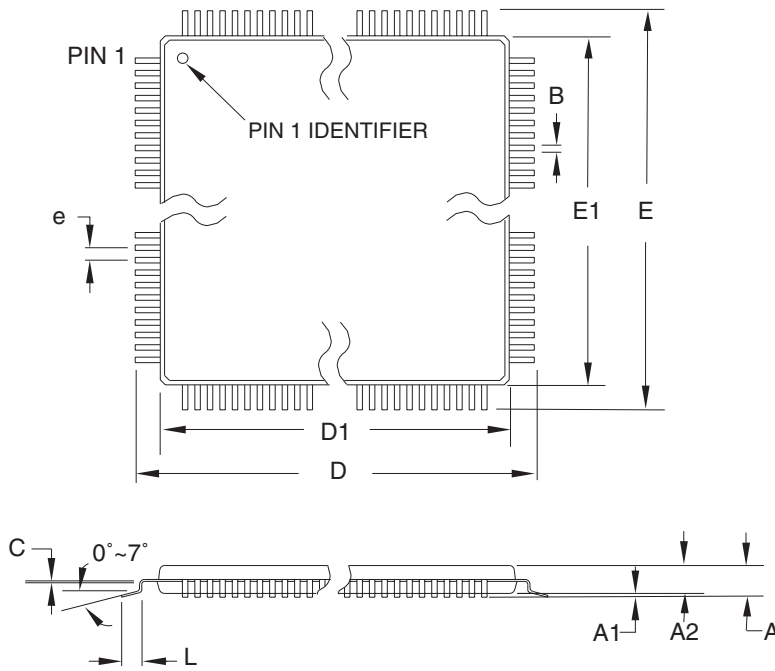 PIN 1
PIN 1 IDENTIFIER
B
e
E1
E
D1
D
C
0°~7°
L
A1
A2
A